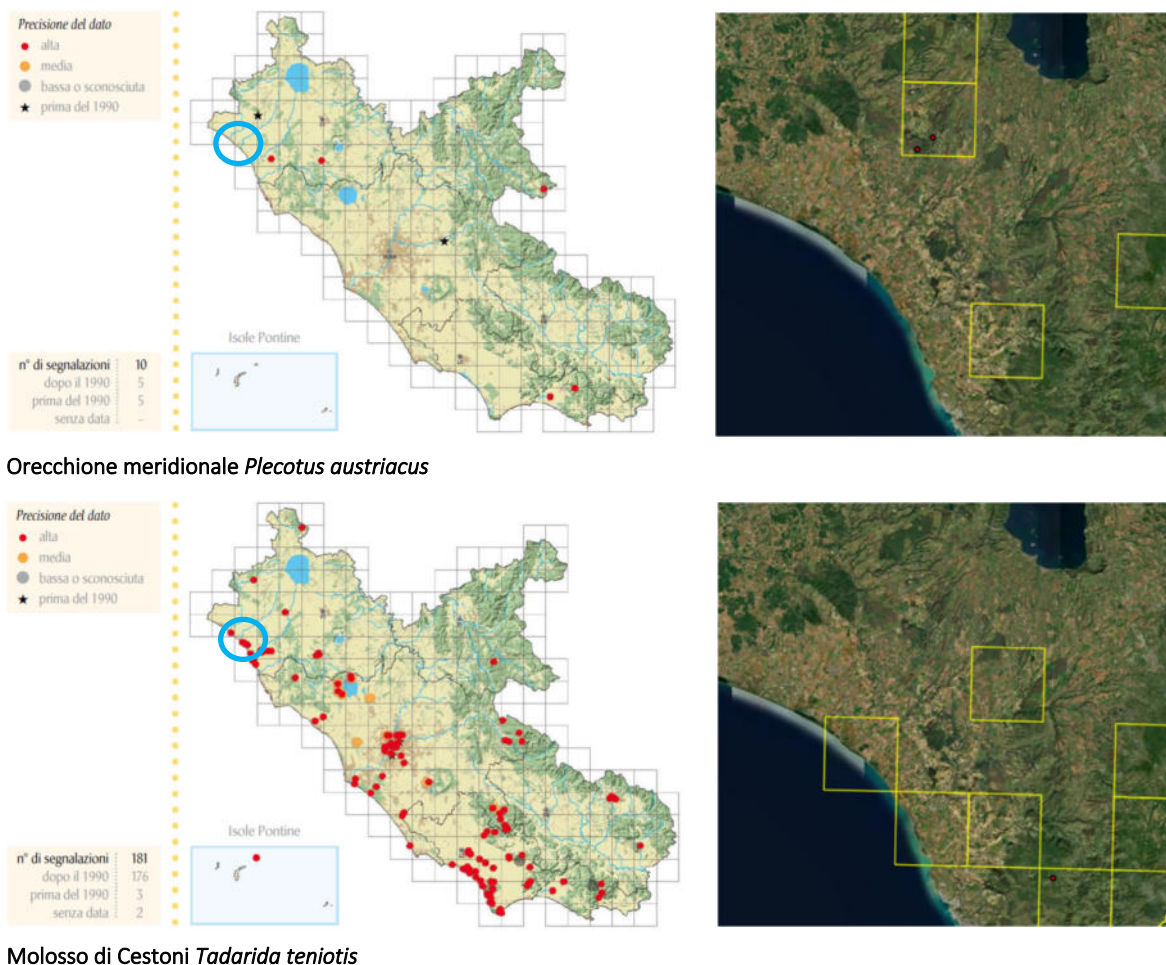 Precisione del dato
alta
media
bassa o sconosciuta
prima del 1990
n° di segnalazioni 10
dopo il 1990 5
prima del 1990 5
senza data –
Isole Pontine
Orecchione meridionale Plecotus austriacus
Precisione del dato
alta
media
bassa o sconosciuta
prima del 1990
n° di segnalazioni 181
dopo il 1990 176
prima del 1990 3
senza data 2
Isole Pontine
Molosso di Cestoni Tadarida teniotis